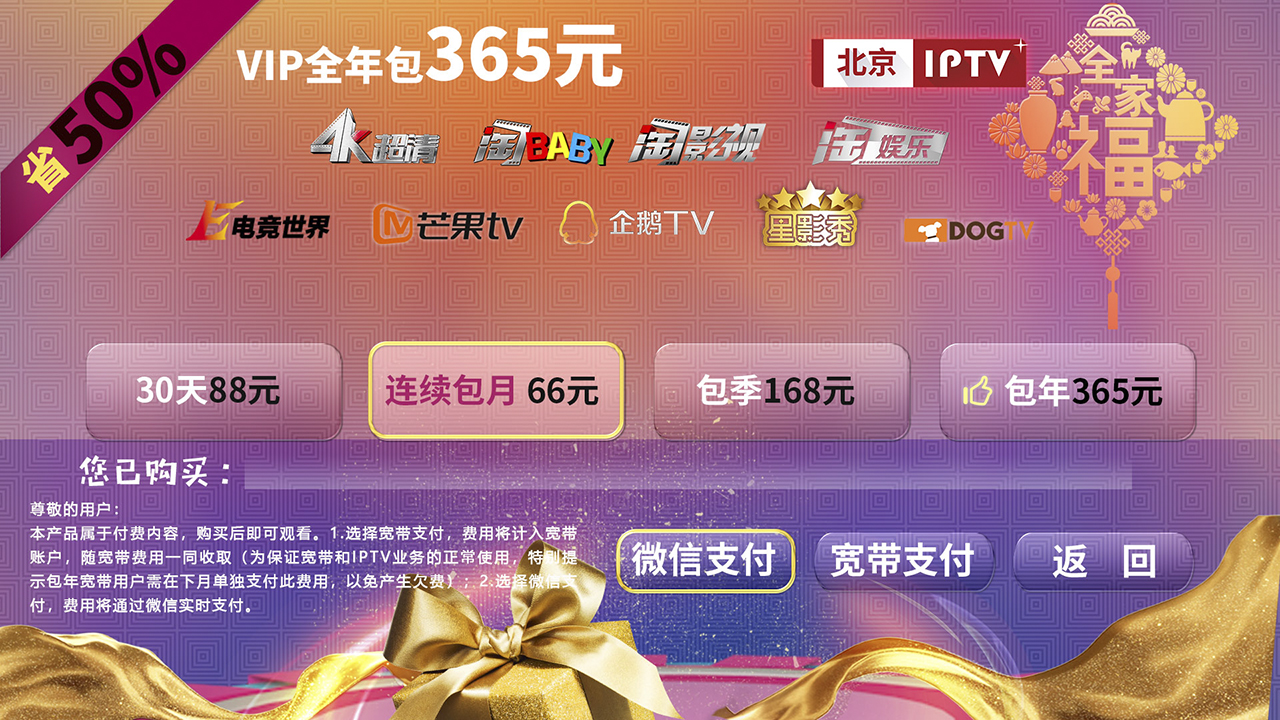 省50%
VIP全年包365元
北京 IPTV
全家福
4K超清
淘BABY
淘影视
淘娱乐
E电竞世界
芒果tv
企鹅TV
星影秀
DOGTV
30天88元
连续包月 66元
包季168元
包年365元
您已购买：
尊敬的用户：
本产品属于付费内容，购买后即可观看。1.选择宽带支付，费用将计入宽带
账户，随宽带费用一同收取（为保证宽带和IPTV业务的正常使用，特别提
示包年宽带用户需在下月单独支付此费用，以免产生欠费）；2.选择微信支
付，费用将通过微信实时支付。
微信支付
宽带支付
返 回